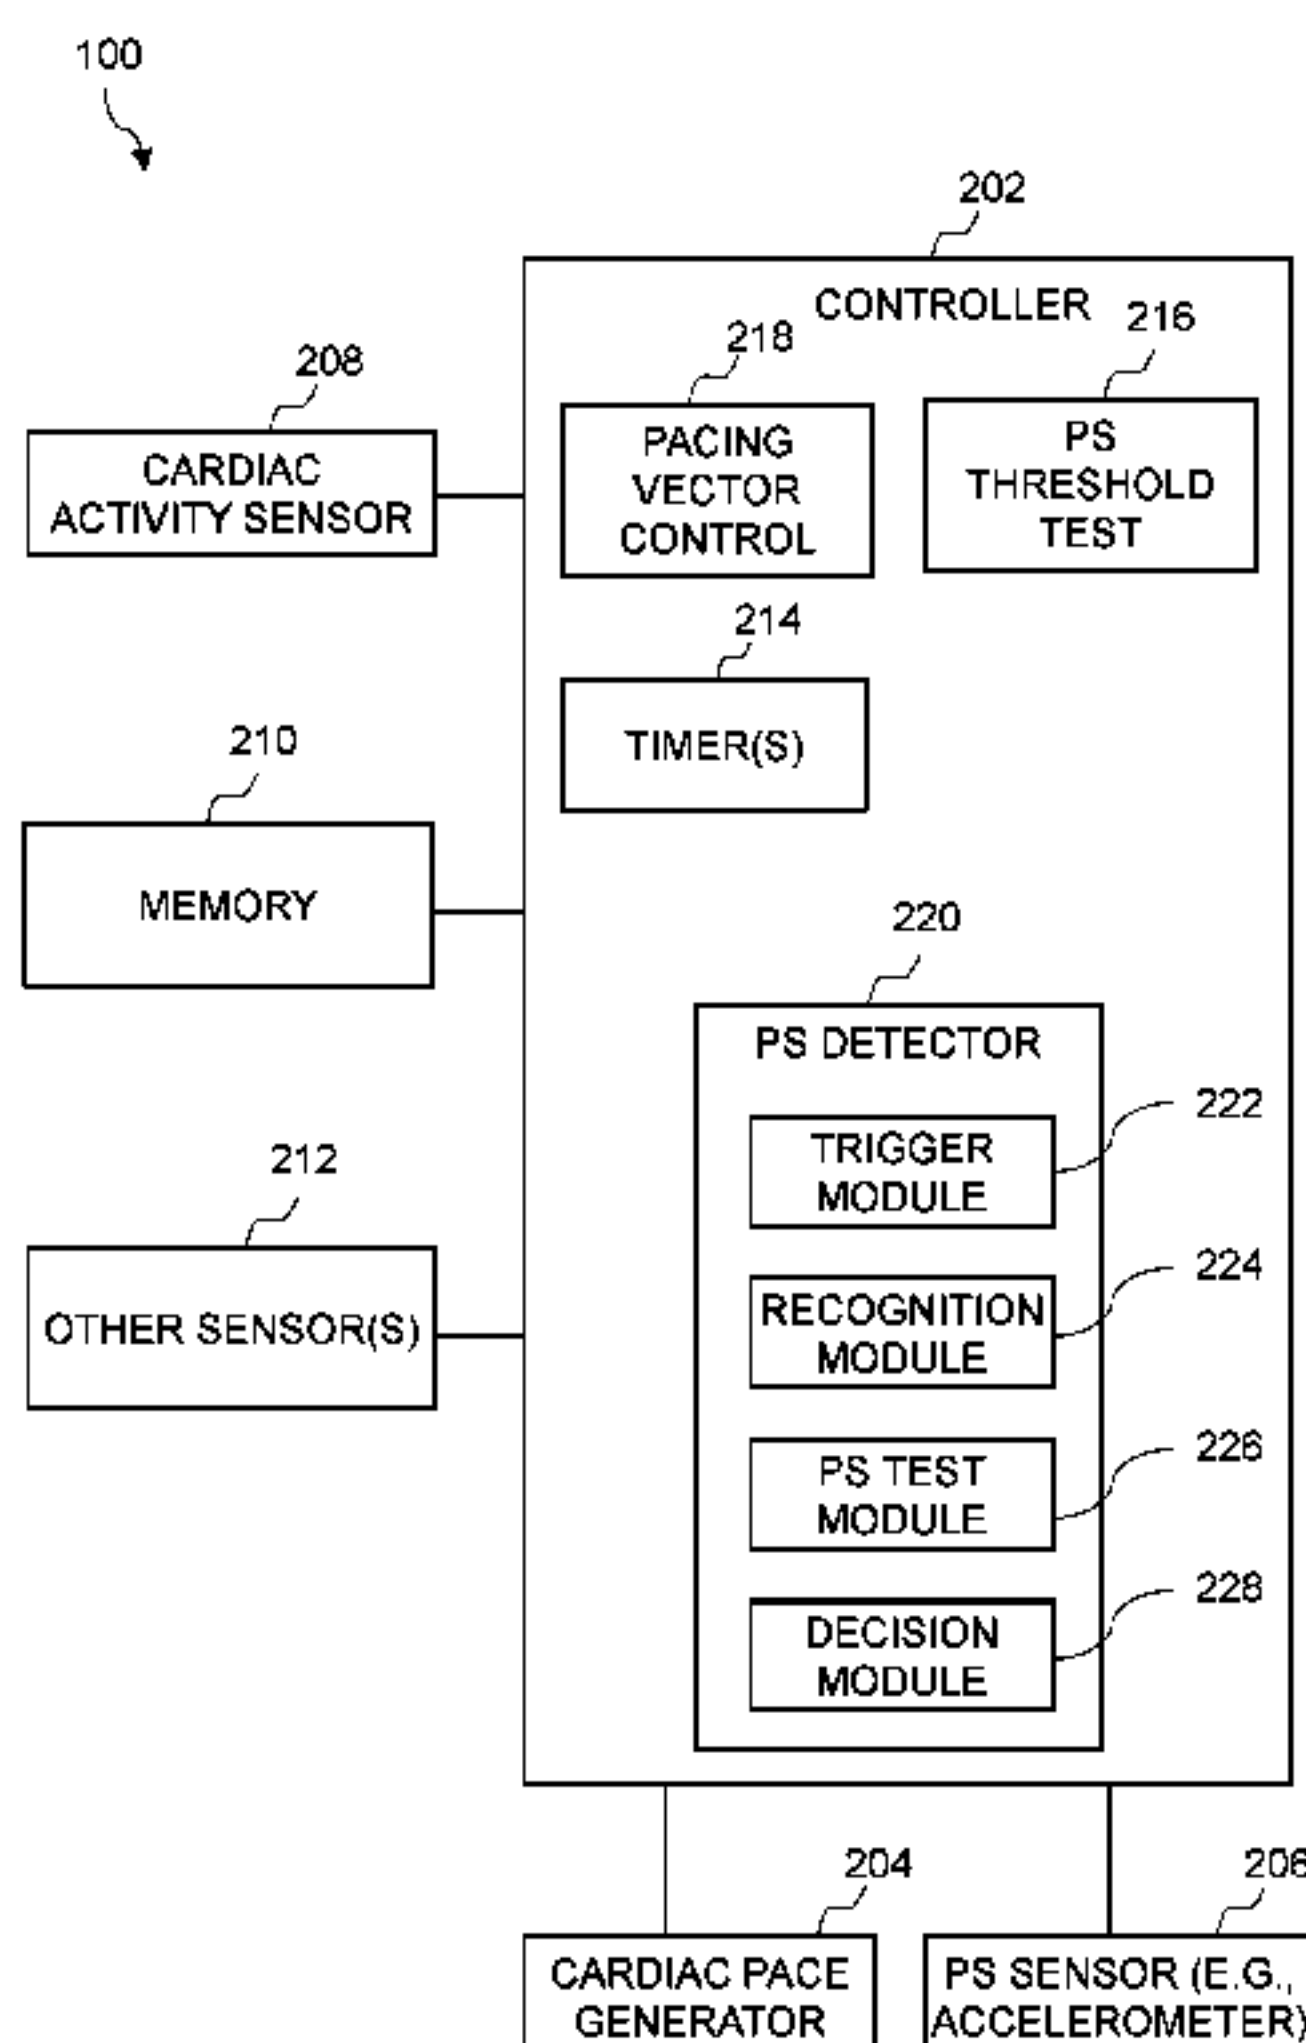 100
202
CONTROLLER
218
216
208
PACING
VECTOR
CONTROL
PS
THRESHOLD
TEST
CARDIAC
ACTIVITY SENSOR
214
TIMER(S)
210
MEMORY
220
PS DETECTOR
222
TRIGGER
MODULE
212
OTHER SENSOR(S)
224
RECOGNITION
MODULE
226
PS TEST
MODULE
228
DECISION
MODULE
204
206
CARDIAC PACE
GENERATOR
PS SENSOR (E.G.,
ACCELEROMETER)